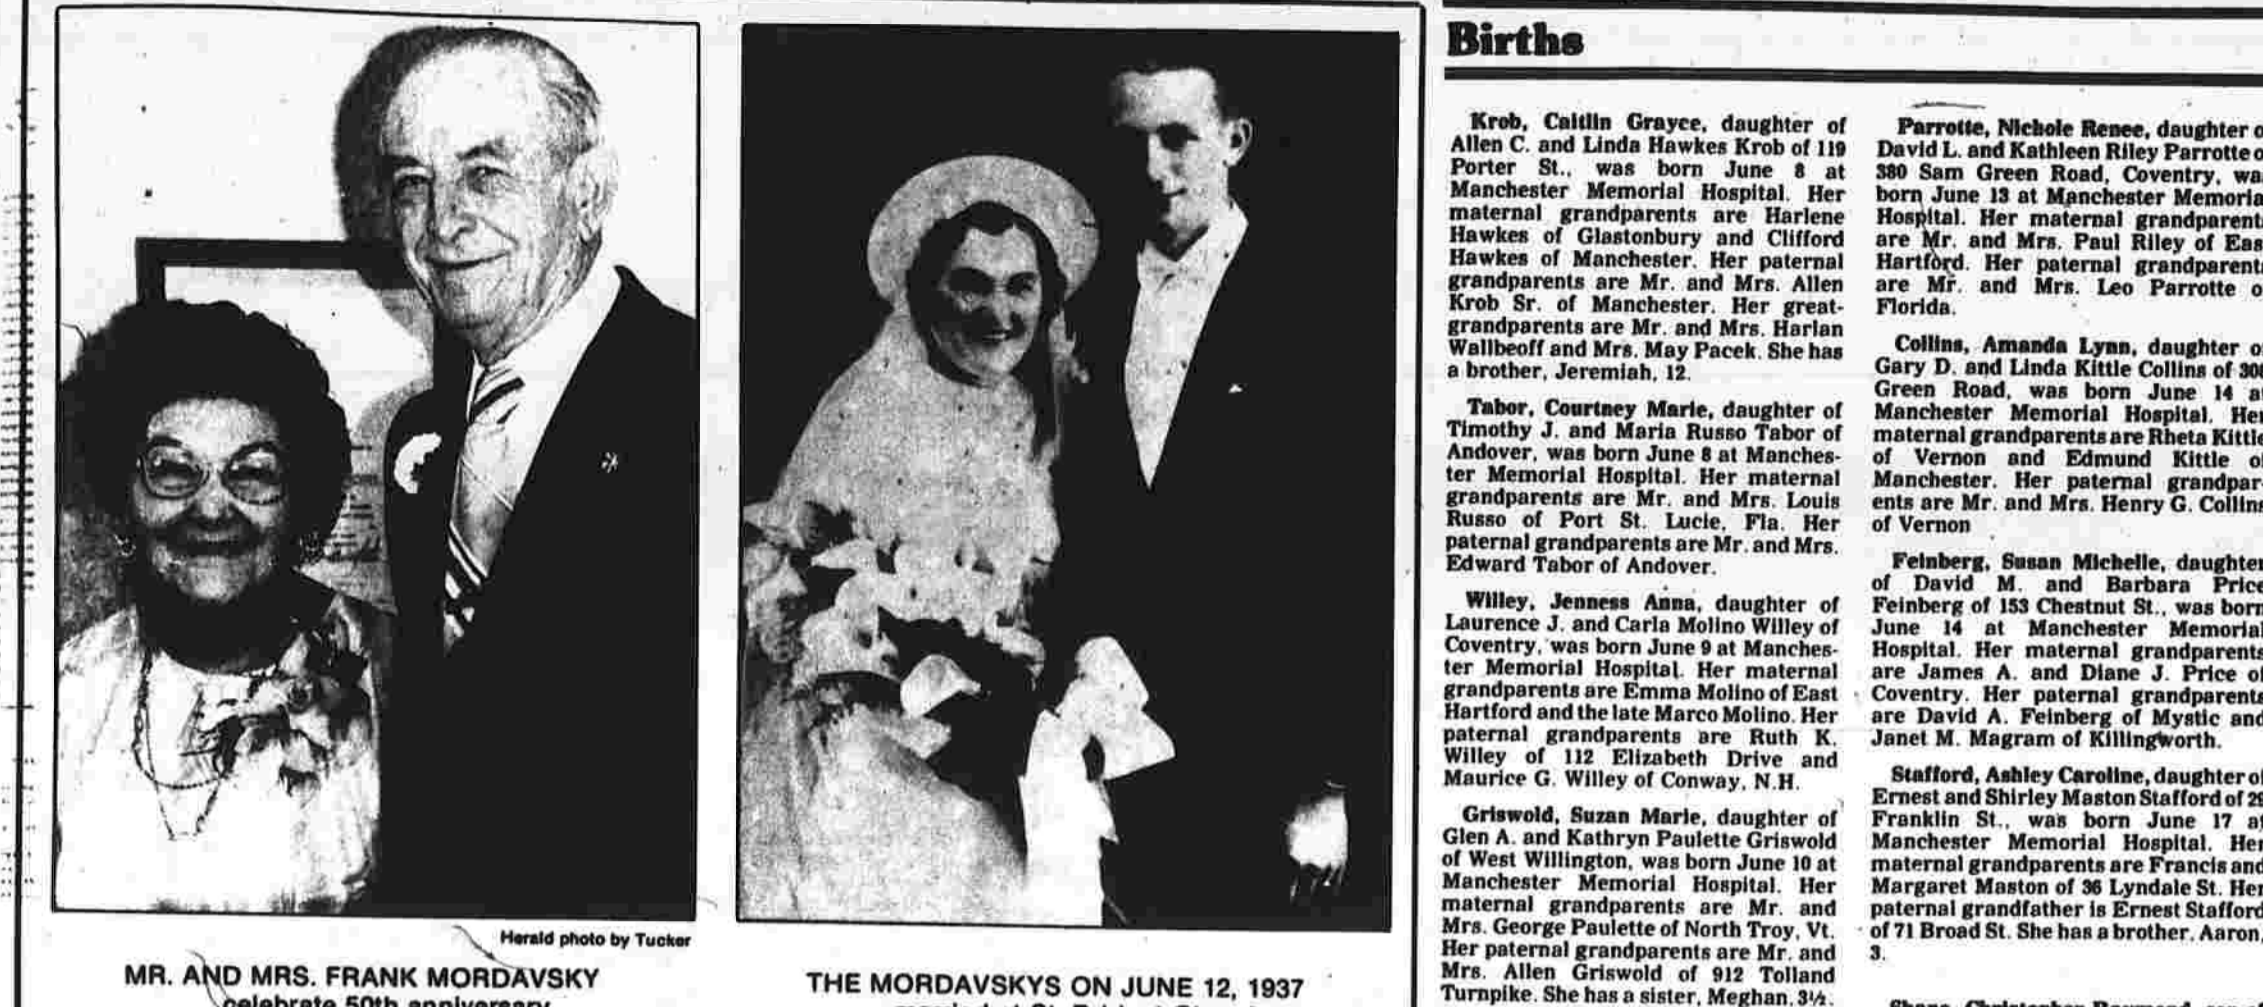 Herald photo by Tucker
MR. AND MRS. FRANK MORDAVSKY
celebrate 50th anniversary
THE MORDAVSKYS ON JUNE 12, 1937
Births
Krob, Caitlin Grayce, daughter of
Allen C. and Linda Hawkes Krob of 119
Porter St., was born June 8 at
Manchester Memorial Hospital. Her
maternal grandparents are Harlene
Hawkes of Glastonbury and Clifford
Hawkes of Manchester. Her paternal
grandparents are Mr. and Mrs. Allen
Krob Sr. of Manchester. Her great-
grandparents are Mr. and Mrs. Harlan
Wallbeoff and Mrs. May Pacek. She has
a brother, Jeremiah, 12.
Tabor, Courtney Marie, daughter of
Timothy J. and Maria Russo Tabor of
Andover, was born June 8 at Manches-
ter Memorial Hospital. Her maternal
grandparents are Mr. and Mrs. Louis
Russo of Port St. Lucie, Fla. Her
paternal grandparents are Mr. and Mrs.
Edward Tabor of Andover.
Willey, Jenness Anna, daughter of
Laurence J. and Carla Molino Willey of
Coventry, was born June 9 at Manches-
ter Memorial Hospital. Her maternal
grandparents are Emma Molino of East
Hartford and the late Marco Molino. Her
paternal grandparents are Ruth K.
Willey of 112 Elizabeth Drive and
Maurice G. Willey of Conway, N.H.
Griswold, Suzan Marie, daughter of
Glen A. and Kathryn Paulette Griswold
of West Willington, was born June 10 at
Manchester Memorial Hospital. Her
maternal grandparents are Mr. and
Mrs. George Paulette of North Troy, Vt.
Her paternal grandparents are Mr. and
Mrs. Allen Griswold of 912 Tolland
Turnpike. She has a sister, Meghan, 3½.
Parrotte, Nichole Renee, daughter o
David L. and Kathleen Riley Parrotte o
380 Sam Green Road, Coventry, wa
born June 13 at Manchester Memoria
Hospital. Her maternal grandparent
are Mr. and Mrs. Paul Riley of Eas
Hartford. Her paternal grandparent
are Mr. and Mrs. Leo Parrotte o
Florida.
Collins, Amanda Lynn, daughter o
Gary D. and Linda Kittle Collins of 308
Green Road, was born June 14 at
Manchester Memorial Hospital. Her
maternal grandparents are Rheta Kittle
of Vernon and Edmund Kittle of
Manchester. Her paternal grandpar-
ents are Mr. and Mrs. Henry G. Collins
of Vernon
Feinberg, Susan Michelle, daughter
of David M. and Barbara Price
Feinberg of 153 Chestnut St., was born
June 14 at Manchester Memorial
Hospital. Her maternal grandparents
are James A. and Diane J. Price of
Coventry. Her paternal grandparents
are David A. Feinberg of Mystic and
Janet M. Magram of Killingworth.
Stafford, Ashley Caroline, daughter of
Ernest and Shirley Maston Stafford of 29
Franklin St., was born June 17 at
Manchester Memorial Hospital. Her
maternal grandparents are Francis and
Margaret Maston of 36 Lyndale St. Her
paternal grandfather is Ernest Stafford
of 71 Broad St. She has a brother, Aaron,
3.